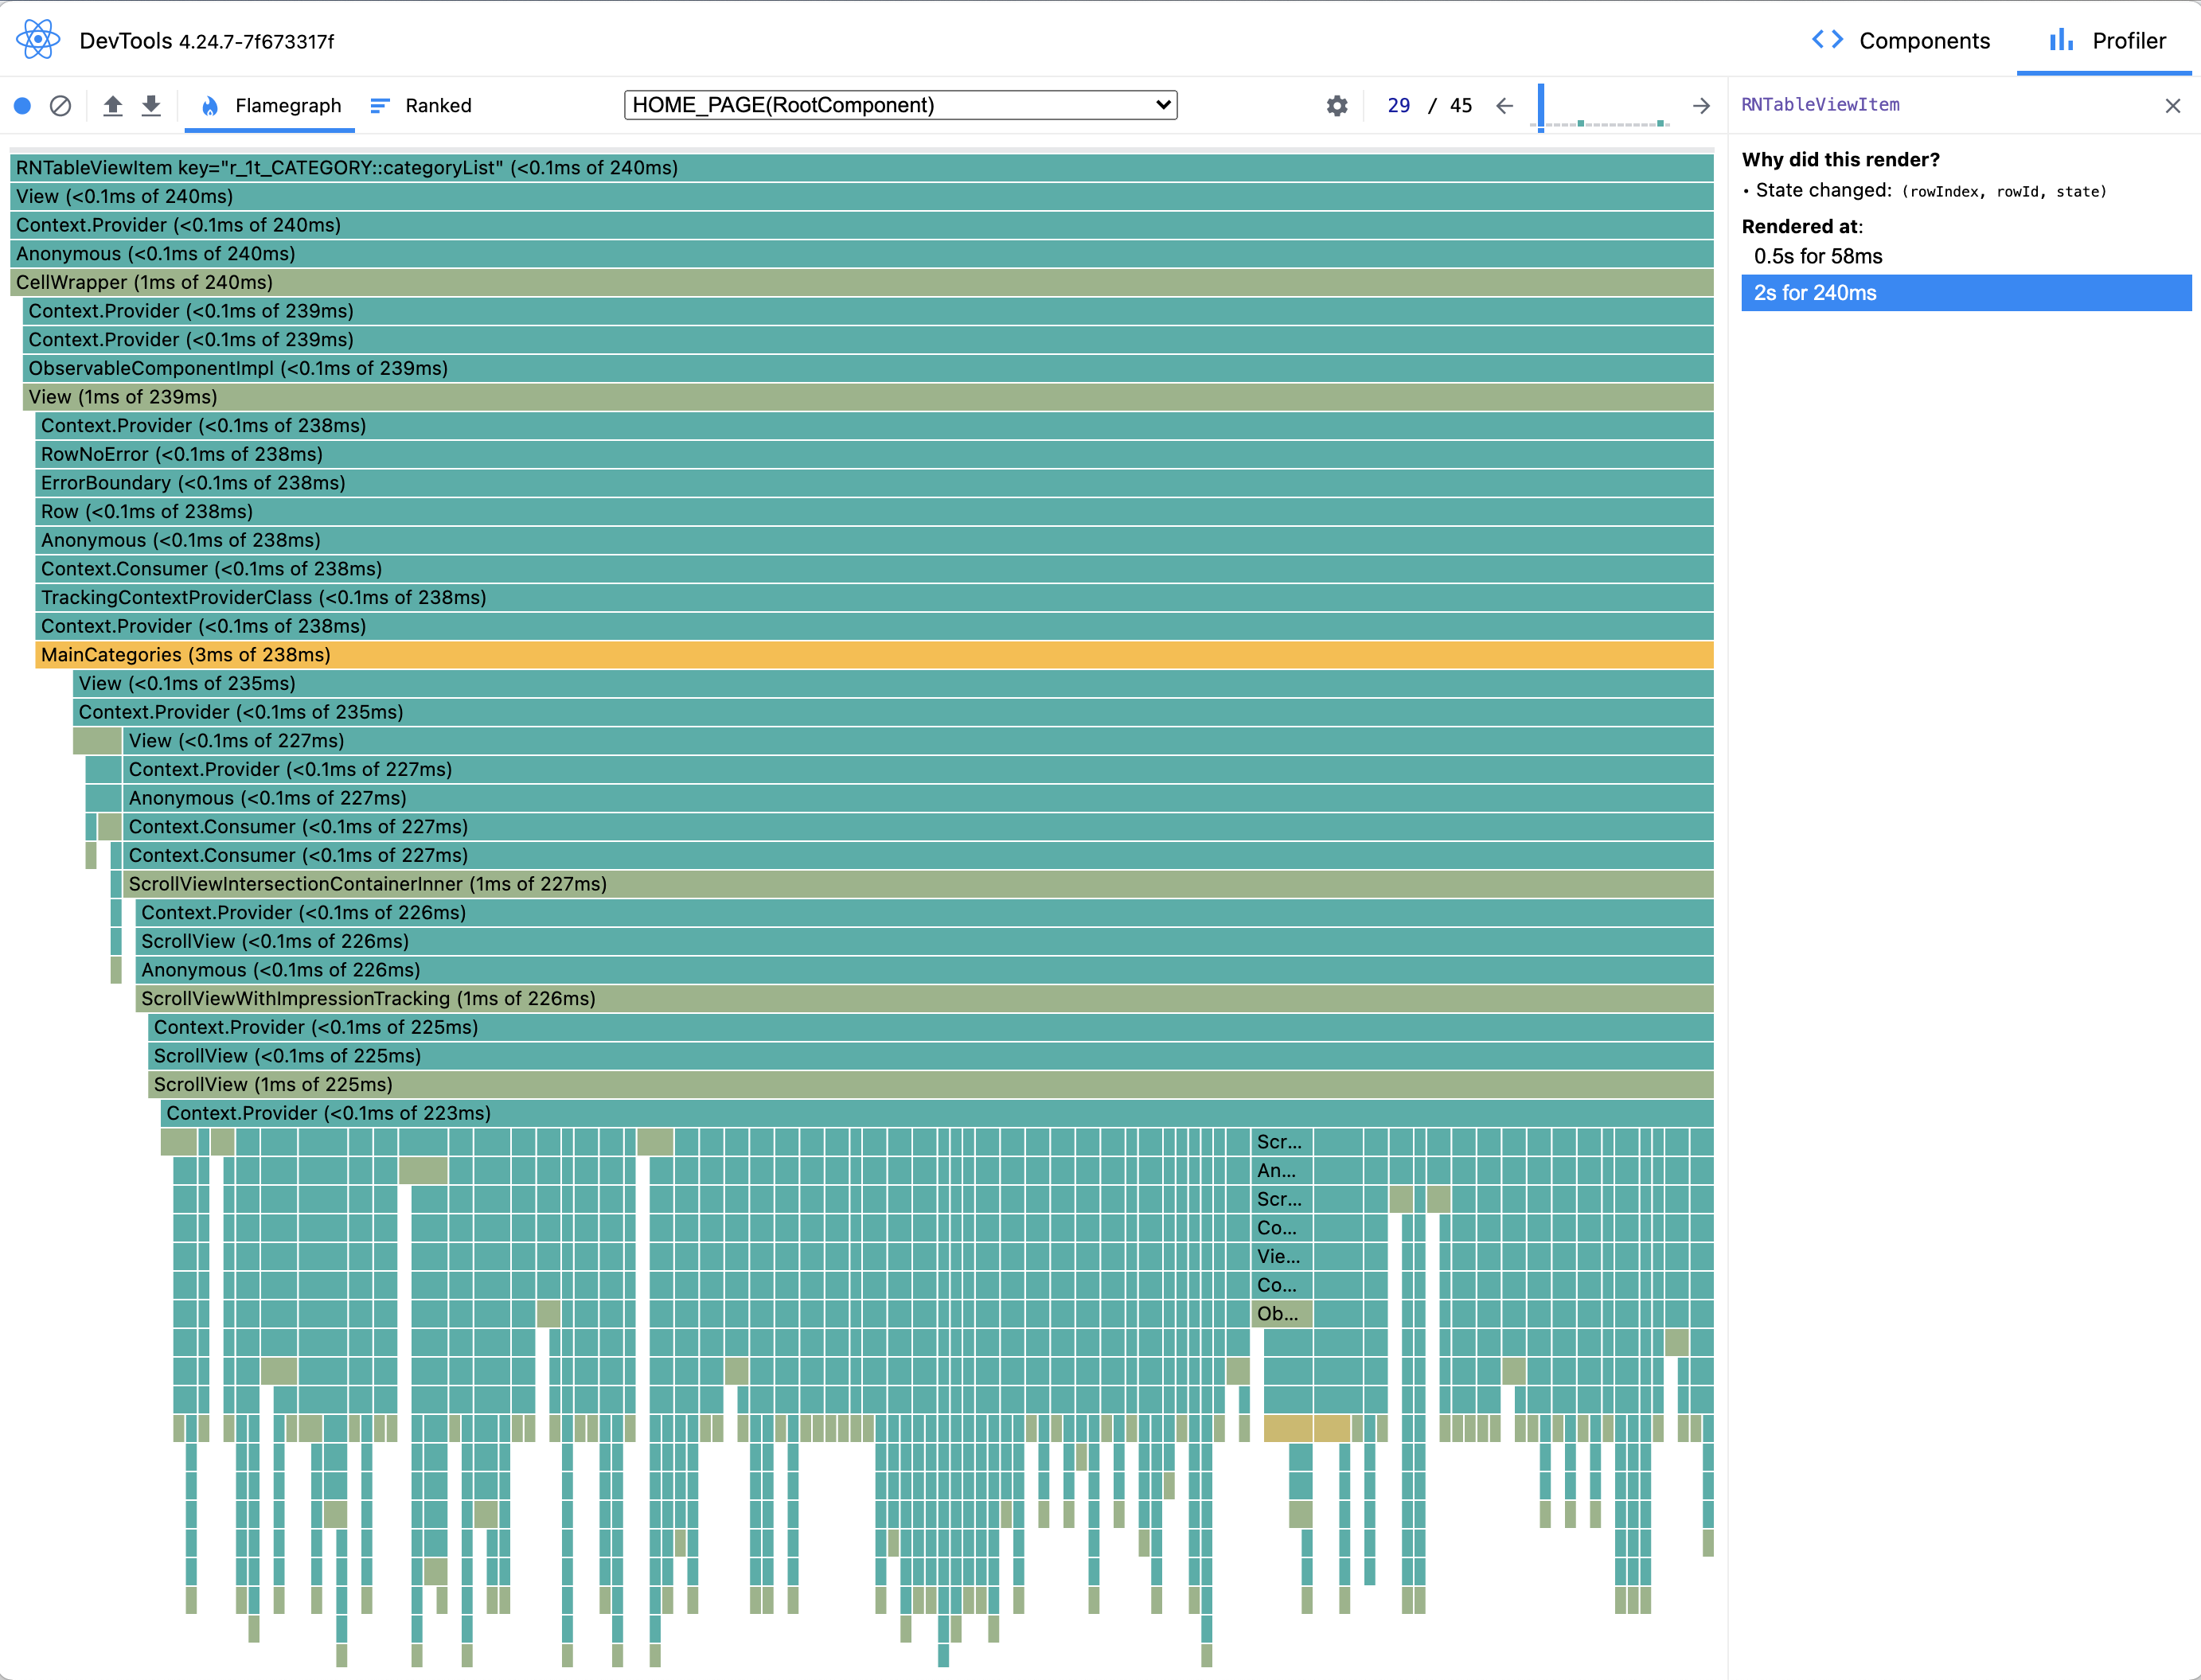 DevTools 4.24.7-7f673317f
Components
Profiler
Flamegraph
Ranked
HOME_PAGE(RootComponent)
29 / 45
RNTableViewItem
RNTableViewItem key="r_1t_CATEGORY::categoryList" (<0.1ms of 240ms)
View (<0.1ms of 240ms)
Context.Provider (<0.1ms of 240ms)
Anonymous (<0.1ms of 240ms)
CellWrapper (1ms of 240ms)
Context.Provider (<0.1ms of 239ms)
Context.Provider (<0.1ms of 239ms)
ObservableComponentImpl (<0.1ms of 239ms)
View (1ms of 239ms)
Context.Provider (<0.1ms of 238ms)
RowNoError (<0.1ms of 238ms)
ErrorBoundary (<0.1ms of 238ms)
Row (<0.1ms of 238ms)
Anonymous (<0.1ms of 238ms)
Context.Consumer (<0.1ms of 238ms)
TrackingContextProviderClass (<0.1ms of 238ms)
Context.Provider (<0.1ms of 238ms)
MainCategories (3ms of 238ms)
View (<0.1ms of 235ms)
Context.Provider (<0.1ms of 235ms)
View (<0.1ms of 227ms)
Context.Provider (<0.1ms of 227ms)
Anonymous (<0.1ms of 227ms)
Context.Consumer (<0.1ms of 227ms)
Context.Consumer (<0.1ms of 227ms)
ScrollViewIntersectionContainerInner (1ms of 227ms)
Context.Provider (<0.1ms of 226ms)
ScrollView (<0.1ms of 226ms)
Anonymous (<0.1ms of 226ms)
ScrollViewWithImpressionTracking (1ms of 226ms)
Context.Provider (<0.1ms of 225ms)
ScrollView (<0.1ms of 225ms)
ScrollView (1ms of 225ms)
Context.Provider (<0.1ms of 223ms)
Scr...
An...
Scr...
Co...
Vie...
Co...
Ob...
Why did this render?
• State changed: (rowIndex, rowId, state)
Rendered at:
0.5s for 58ms
2s for 240ms